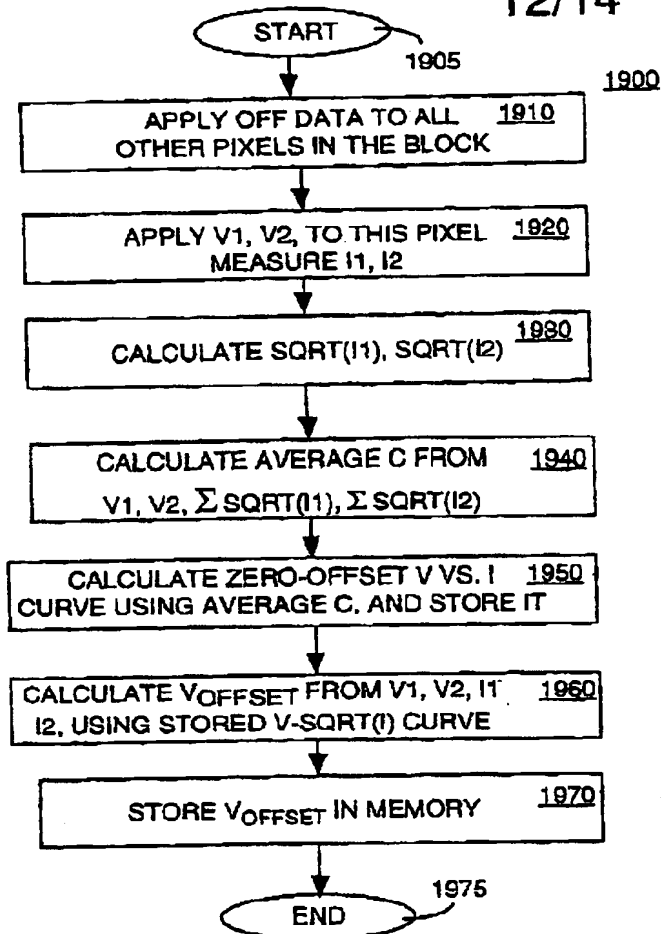 12/14
START
1905
1900
APPLY OFF DATA TO ALL 1910
OTHER PIXELS IN THE BLOCK
APPLY V1, V2, TO THIS PIXEL 1920
MEASURE I1, I2
1930
CALCULATE SQRT(I1), SQRT(I2)
CALCULATE AVERAGE C FROM 1940
V1, V2, Σ SQRT(I1), Σ SQRT(I2)
CALCULATE ZERO-OFFSET V VS. I 1950
CURVE USING AVERAGE C, AND STORE IT
CALCULATE VOFFSET FROM V1, V2, I1 1960
I2, USING STORED V-SQRT(I) CURVE
STORE VOFFSET IN MEMORY 1970
1975
END